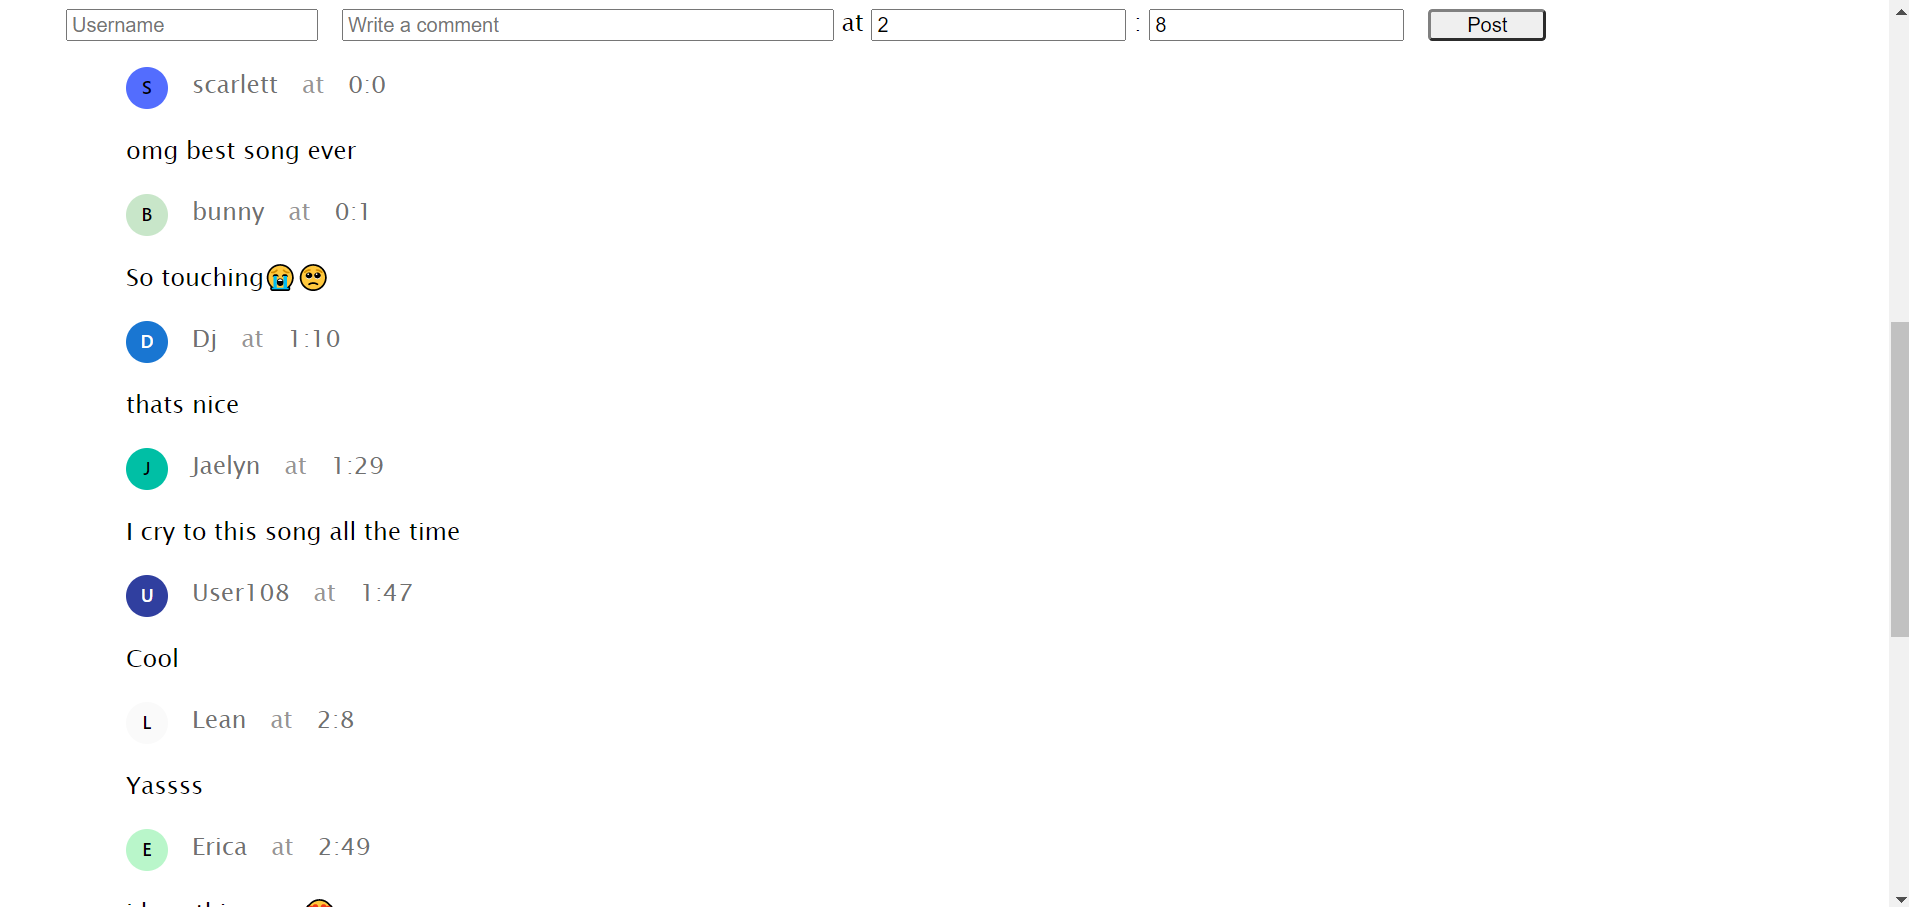 Username Write a comment at 2 : 8 Post
S scarlett at 0:0
omg best song ever
B bunny at 0:1
So touching😭🥺
D Dj at 1:10
thats nice
J Jaelyn at 1:29
I cry to this song all the time
U User108 at 1:47
Cool
L Lean at 2:8
Yassss
E Erica at 2:49